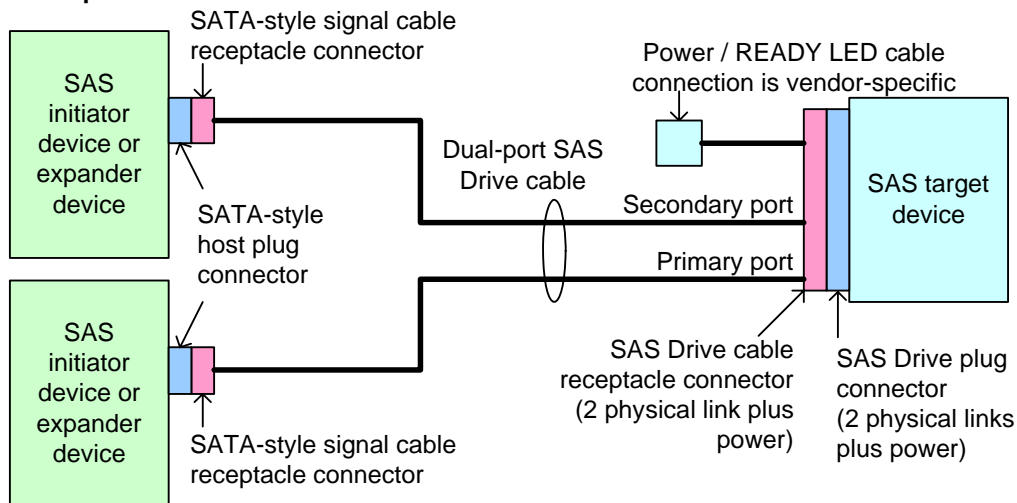 SATA-style signal cable
receptacle connector
SAS
initiator
device or
expander
device
Power / READY LED cable
connection is vendor-specific
Dual-port SAS
Drive cable
SAS target
device
Secondary port
SATA-style
host plug
connector
Primary port
SAS
initiator
device or
expander
device
SAS Drive cable
receptacle connector
(2 physical link plus
power)
SAS Drive plug
connector
(2 physical links
plus power)
SATA-style signal cable
receptacle connector